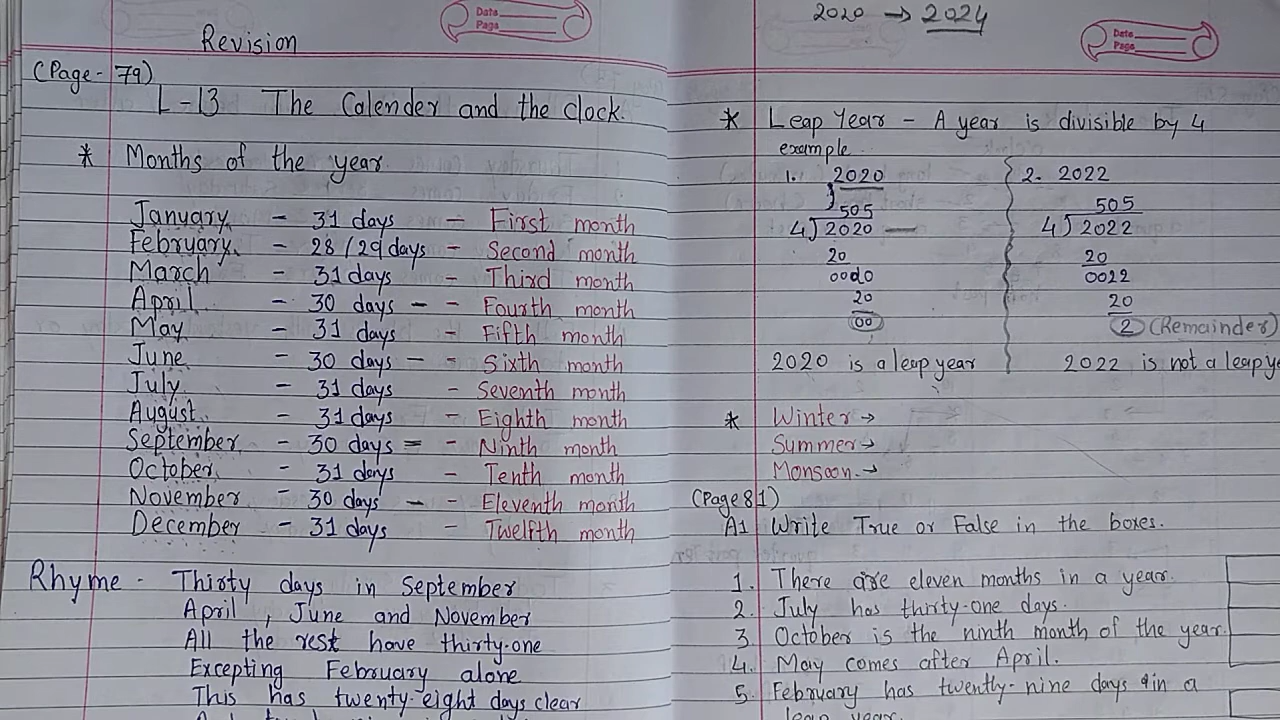 Date
Page
Revision
(Page - 79)
L-13 The Calender and the clock.
* Months of the year
January - 31 days - First month
February - 28/29 days - Second month
March - 31 days - Third month
April - 30 days - - Fourth month
May - 31 days - Fifth month
June - 30 days - - Sixth month
July - 31 days - Seventh month
August - 31 days - Eighth month
September - 30 days = - Ninth month
October - 31 days - Tenth month
November - 30 days - - Eleventh month
December - 31 days - Twelfth month
Rhyme - Thirty days in September
April, June and November
All the rest have thirty-one
Excepting February alone
This has twenty-eight days clear
2020 → 2024
Date
Page
* Leap Year - A year is divisible by 4
example
1. 2020
505
4)2020
20
0020
20
00
2020 is a leap year
2. 2022
505
4)2022
20
0022
20
2 (Remainder)
2022 is not a leap ye
* Winter →
Summer →
Monsoon →
(Page 81)
A1 Write True or False in the boxes.
1. There are eleven months in a year.
2. July has thirty-one days.
3. October is the ninth month of the year.
4. May comes after April.
5. February has twently-nine days in a
leap year.